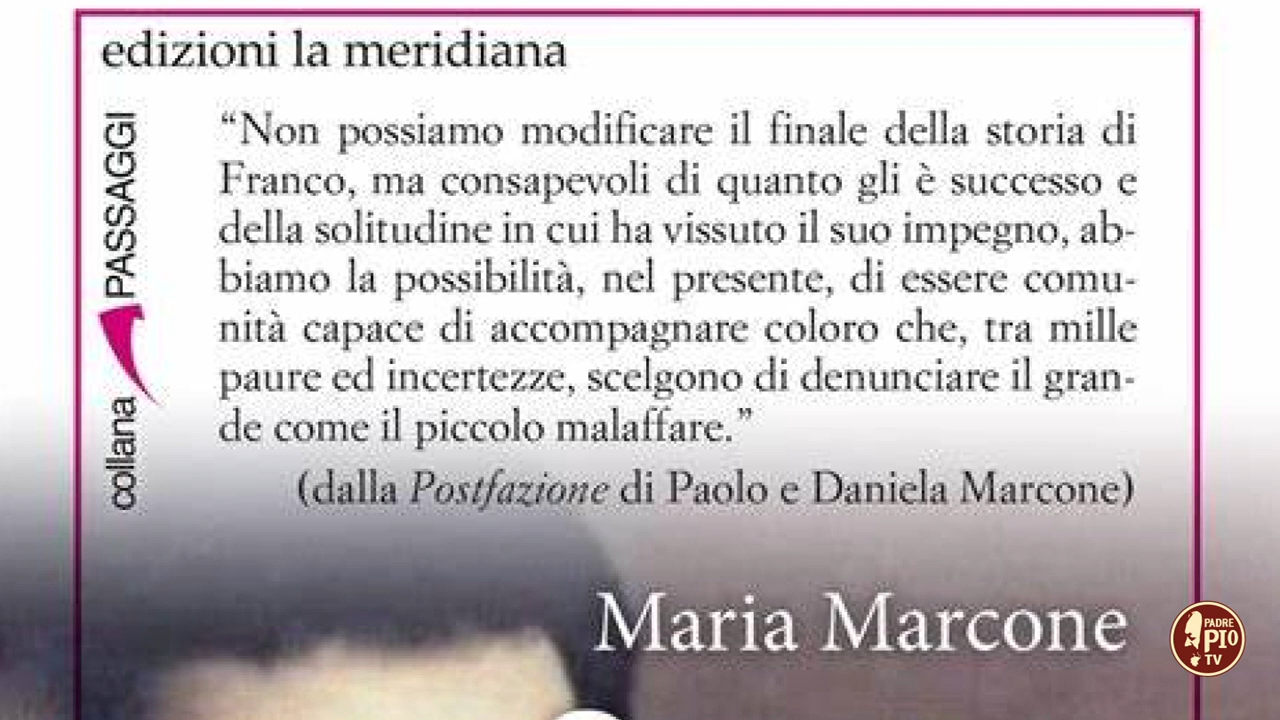 edizioni la meridiana
collana PASSAGGI
“Non possiamo modificare il finale della storia di
Franco, ma consapevoli di quanto gli è successo e
della solitudine in cui ha vissuto il suo impegno, ab-
biamo la possibilità, nel presente, di essere comu-
nità capace di accompagnare coloro che, tra mille
paure ed incertezze, scelgono di denunciare il gran-
de come il piccolo malaffare.”
(dalla Postfazione di Paolo e Daniela Marcone)
Maria Marcone
PADRE
PIO
TV